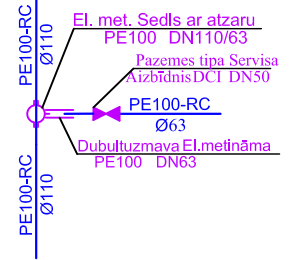 El. met. Sedls ar atzaru
PE100 DN110/63
PE100-RC
Ø110
Pazemes tipa Servisa
Aizbīdnis DCI DN50
PE100-RC
Ø63
Dubultuzmava El.metināma
PE100 DN63
PE100-RC
Ø110